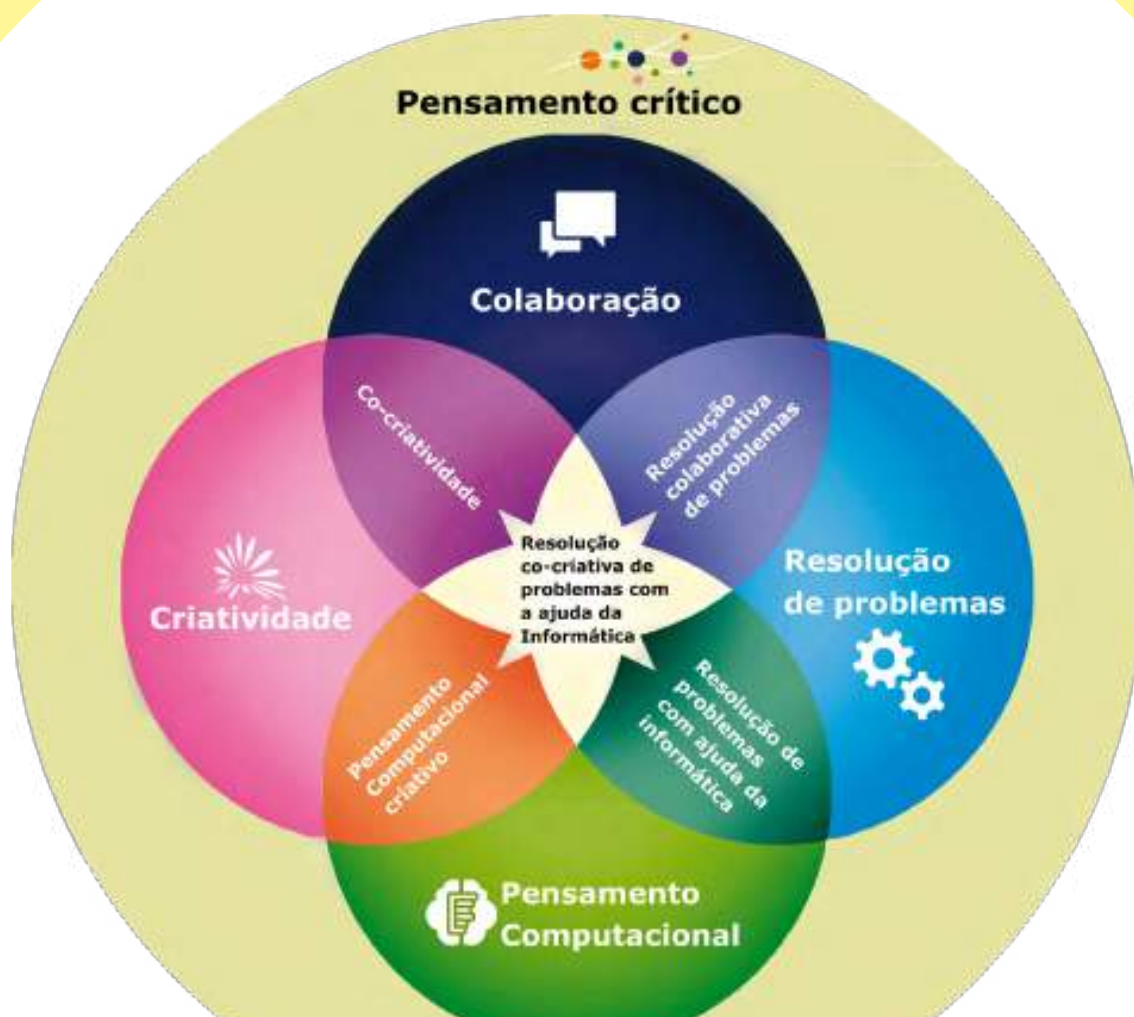 Pensamento crítico
Colaboração
Co-criatividade
Resolução
colaborativa
de problemas
Resolução
co-criativa de
problemas com
a ajuda da
Informática
Criatividade
Resolução
de problemas
Pensamento
Computacional
criativo
Resolução de
problemas
com ajuda da
informática
Pensamento
Computacional